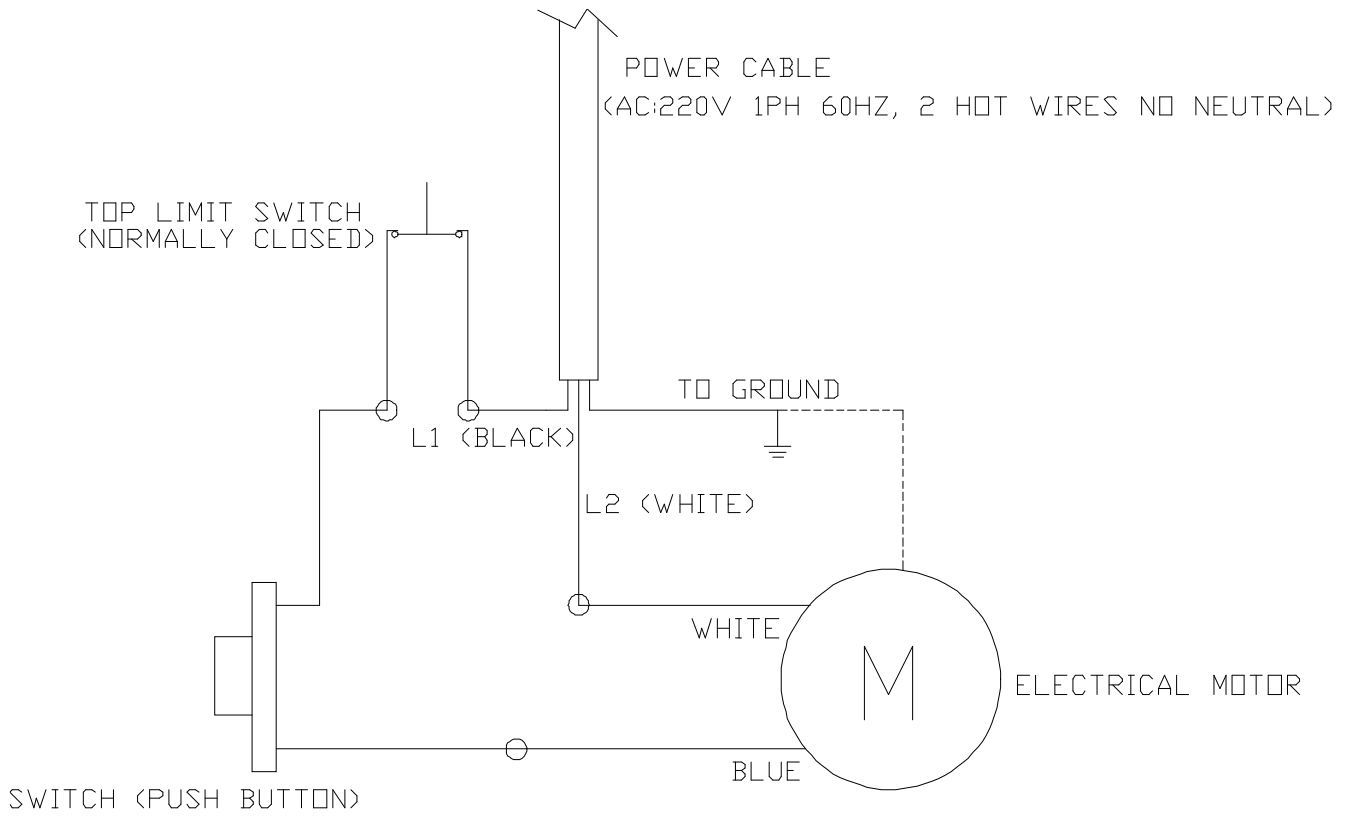 POWER CABLE
(AC:220V 1PH 60HZ, 2 HOT WIRES NO NEUTRAL)
TOP LIMIT SWITCH
(NORMALLY CLOSED)
TO GROUND
L1 (BLACK)
L2 (WHITE)
WHITE
M
ELECTRICAL MOTOR
BLUE
SWITCH (PUSH BUTTON)